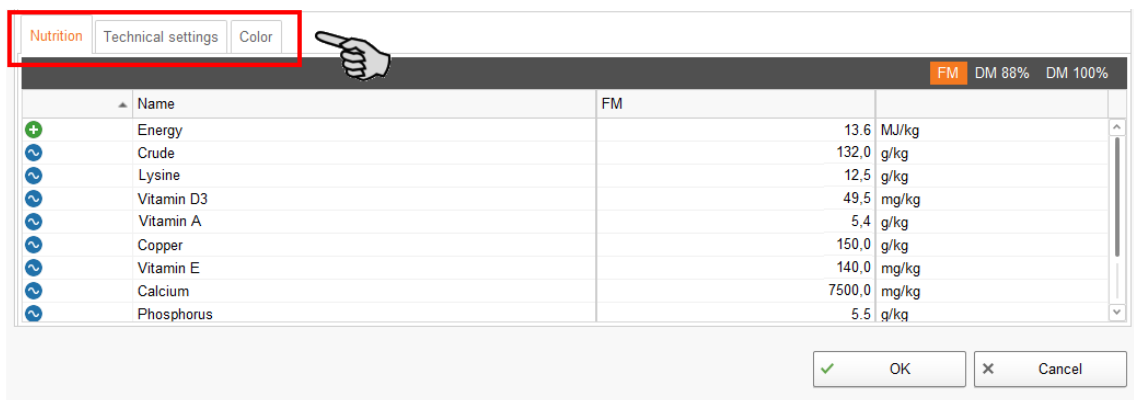 Nutrition Technical settings Color
FM DM 88% DM 100%
Name FM
Energy 13.6 MJ/kg
Crude 132,0 g/kg
Lysine 12,5 g/kg
Vitamin D3 49,5 mg/kg
Vitamin A 5,4 g/kg
Copper 150,0 g/kg
Vitamin E 140,0 mg/kg
Calcium 7500,0 mg/kg
Phosphorus 5.5 g/kg
OK Cancel